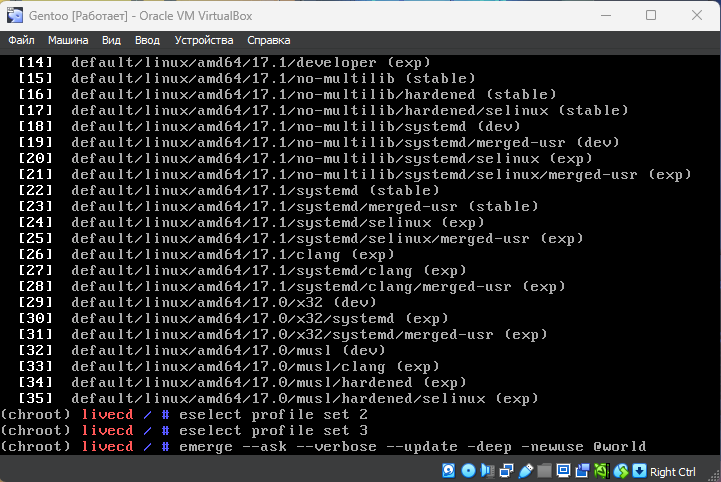 Gentoo [Работает] - Oracle VM VirtualBox
Файл Машина Вид Ввод Устройства Справка
[14] default/linux/amd64/17.1/developer (exp)
[15] default/linux/amd64/17.1/no-multilib (stable)
[16] default/linux/amd64/17.1/no-multilib/hardened (stable)
[17] default/linux/amd64/17.1/no-multilib/hardened/selinux (stable)
[18] default/linux/amd64/17.1/no-multilib/systemd (dev)
[19] default/linux/amd64/17.1/no-multilib/systemd/merged-usr (dev)
[20] default/linux/amd64/17.1/no-multilib/systemd/selinux (exp)
[21] default/linux/amd64/17.1/no-multilib/systemd/selinux/merged-usr (exp)
[22] default/linux/amd64/17.1/systemd (stable)
[23] default/linux/amd64/17.1/systemd/merged-usr (stable)
[24] default/linux/amd64/17.1/systemd/selinux (exp)
[25] default/linux/amd64/17.1/systemd/selinux/merged-usr (exp)
[26] default/linux/amd64/17.1/clang (exp)
[27] default/linux/amd64/17.1/systemd/clang (exp)
[28] default/linux/amd64/17.1/systemd/clang/merged-usr (exp)
[29] default/linux/amd64/17.0/x32 (dev)
[30] default/linux/amd64/17.0/x32/systemd (exp)
[31] default/linux/amd64/17.0/x32/systemd/merged-usr (exp)
[32] default/linux/amd64/17.0/musl (dev)
[33] default/linux/amd64/17.0/musl/clang (exp)
[34] default/linux/amd64/17.0/musl/hardened (exp)
[35] default/linux/amd64/17.0/musl/hardened/selinux (exp)
(chroot) livecd / # eselect profile set 2
(chroot) livecd / # eselect profile set 3
(chroot) livecd / # emerge --ask --verbose --update -deep -newuse @world
Right Ctrl